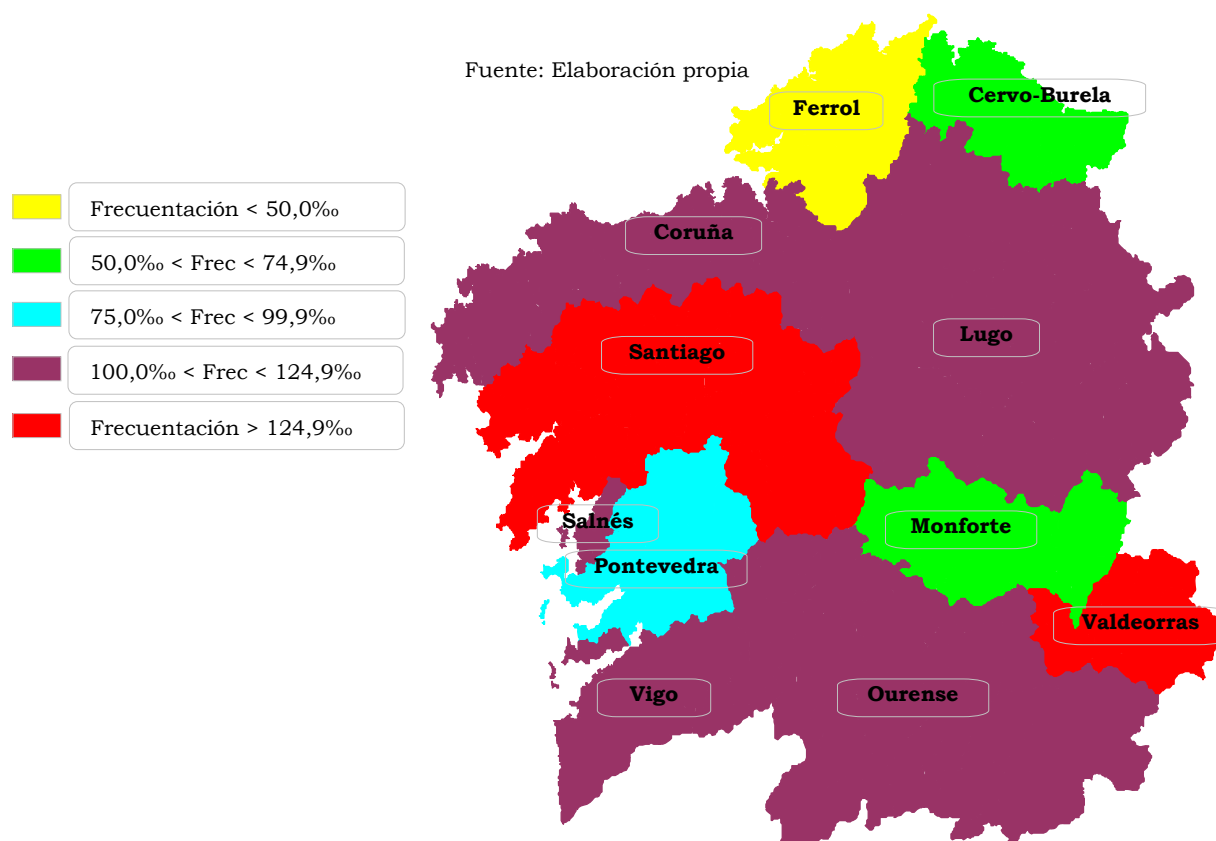 Fuente: Elaboración propia
Ferrol
Cervo-Burela
Frecuentación < 50,0‰
50,0‰ < Frec < 74,9‰
75,0‰ < Frec < 99,9‰
100,0‰ < Frec < 124,9‰
Frecuentación > 124,9‰
Coruña
Lugo
Santiago
Salnés
Monforte
Pontevedra
Valdeorras
Vigo
Ourense